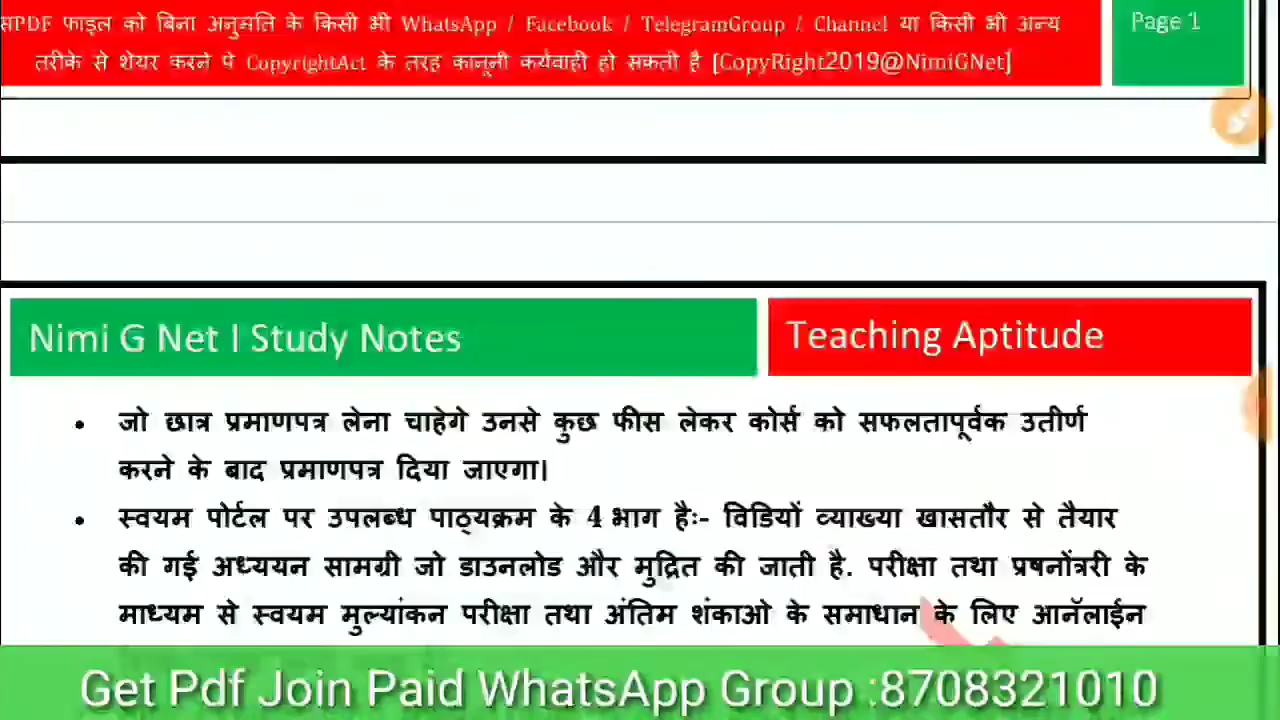 सPDF फाइल को बिना अनुमति के किसी भी WhatsApp / Facebook / TelegramGroup / Channel या किसी भी अन्य
तरीके से शेयर करने पे CopyrightAct के तरह कानूनी कर्यवाही हो सकती है [CopyRight2019@NimiGNet]
Page 1
Nimi G Net I Study Notes
Teaching Aptitude
• जो छात्र प्रमाणपत्र लेना चाहेगे उनसे कुछ फीस लेकर कोर्स को सफलतापूर्वक उतीर्ण
करने के बाद प्रमाणपत्र दिया जाएगा।
• स्वयम पोर्टल पर उपलब्ध पाठ्यक्रम के 4 भाग हैः- विडियों व्याख्या खासतौर से तैयार
की गई अध्ययन सामग्री जो डाउनलोड और मुद्रित की जाती है. परीक्षा तथा प्रषनोंत्तरी के
माध्यम से स्वयम मुल्यांकन परीक्षा तथा अंतिम शंकाओ के समाधान के लिए आनॅलाईन
Get Pdf Join Paid WhatsApp Group :8708321010